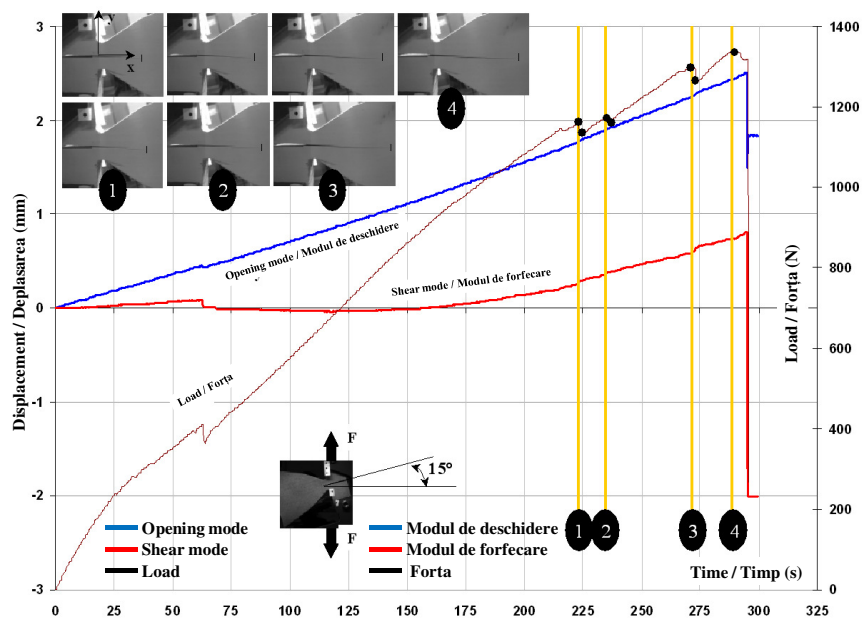 3
2
1
0
-1
-2
-3
Displacement / Deplasarea (mm)
1400
1200
1000
800
600
400
200
0
Load / Forța (N)
0
25
50
75
100
125
150
175
200
225
250
275
300
325
Time / Timp (s)
y
x
4
1
2
3
Opening mode / Modul de deschidere
Shear mode / Modul de forfecare
Load / Forța
F
15°
F
1
2
3
4
Opening mode
Shear mode
Load
Modul de deschidere
Modul de forfecare
Forta